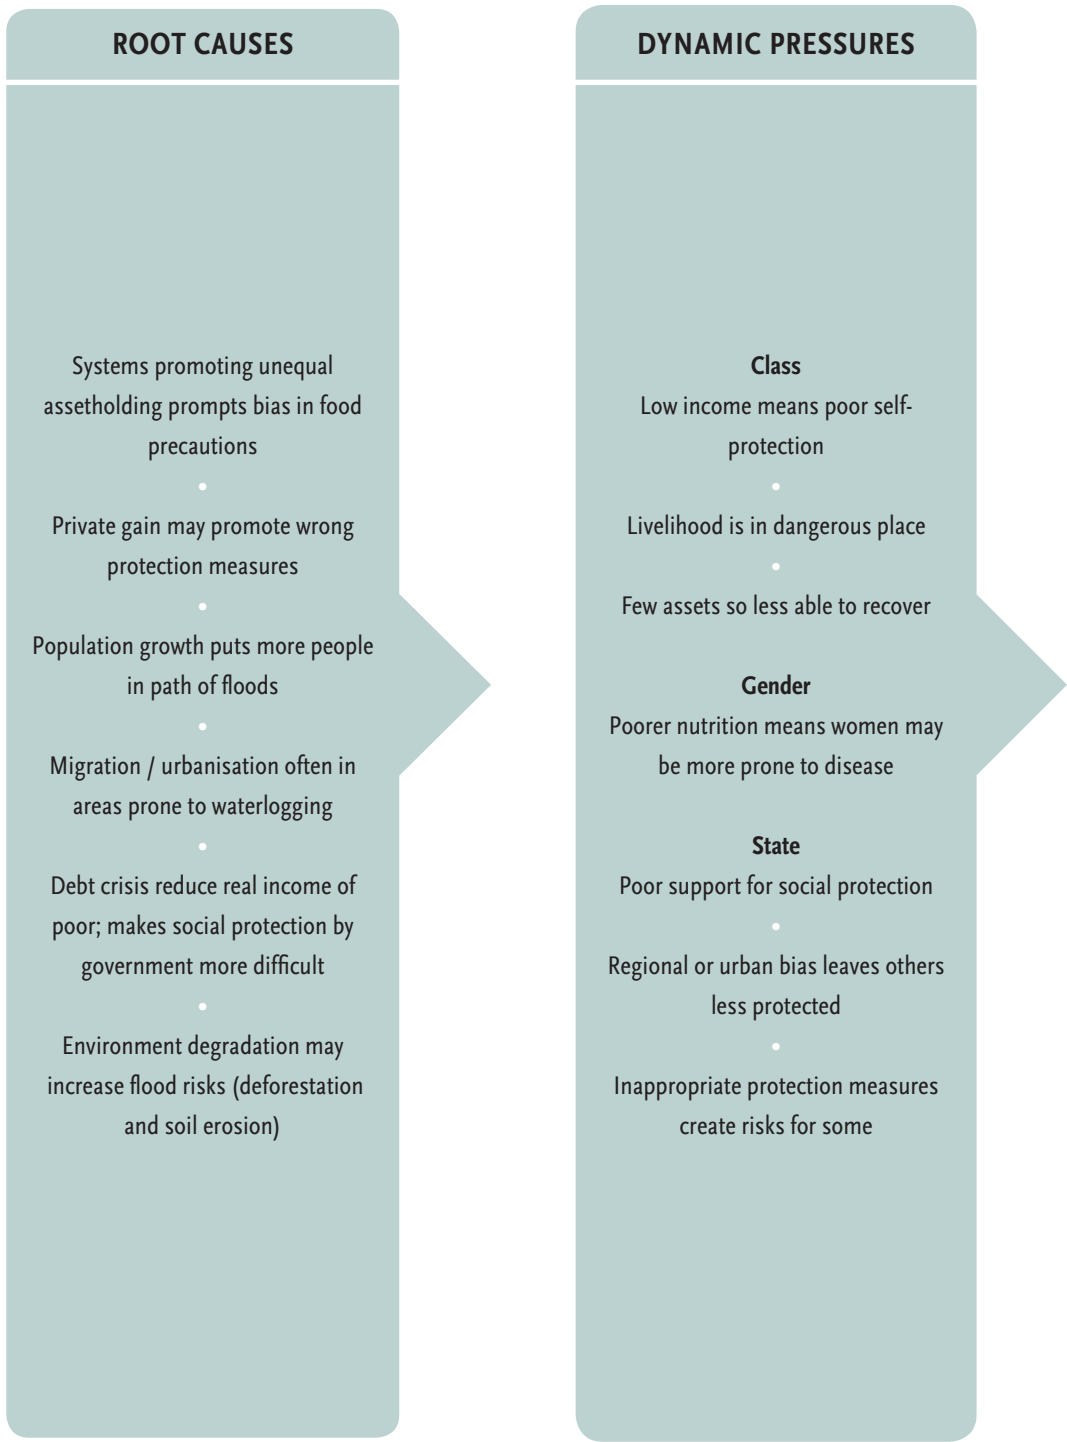 ROOT CAUSES
Systems promoting unequal
assetholding prompts bias in food
precautions
•
Private gain may promote wrong
protection measures
•
Population growth puts more people
in path of floods
•
Migration / urbanisation often in
areas prone to waterlogging
•
Debt crisis reduce real income of
poor; makes social protection by
government more difficult
•
Environment degradation may
increase flood risks (deforestation
and soil erosion)
DYNAMIC PRESSURES
Class
Low income means poor self-
protection
•
Livelihood is in dangerous place
•
Few assets so less able to recover
Gender
Poorer nutrition means women may
be more prone to disease
State
Poor support for social protection
•
Regional or urban bias leaves others
less protected
•
Inappropriate protection measures
create risks for some